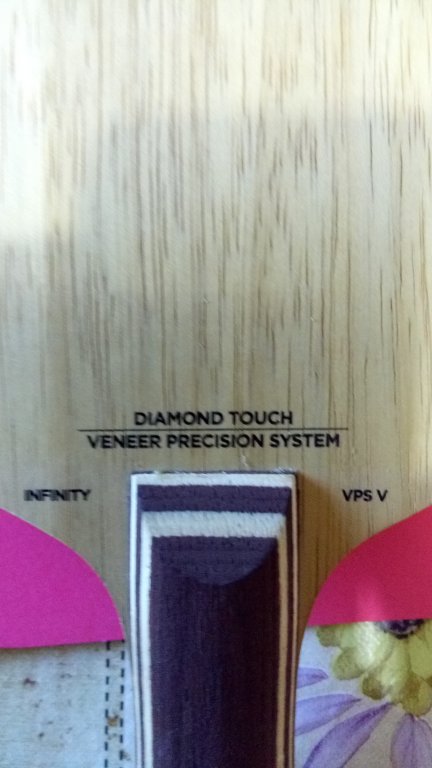 DIAMOND TOUCH
VENEER PRECISION SYSTEM
INFINITY VPS V